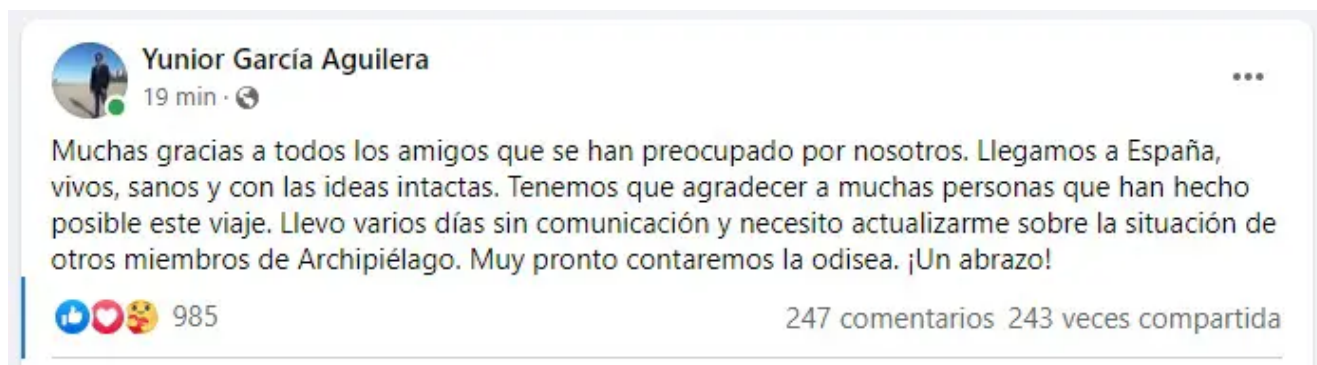 Yunior García Aguilera
19 min ·
Muchas gracias a todos los amigos que se han preocupado por nosotros. Llegamos a España,
vivos, sanos y con las ideas intactas. Tenemos que agradecer a muchas personas que han hecho
posible este viaje. Llevo varios días sin comunicación y necesito actualizarme sobre la situación de
otros miembros de Archipiélago. Muy pronto contaremos la odisea. ¡Un abrazo!
985 247 comentarios 243 veces compartida